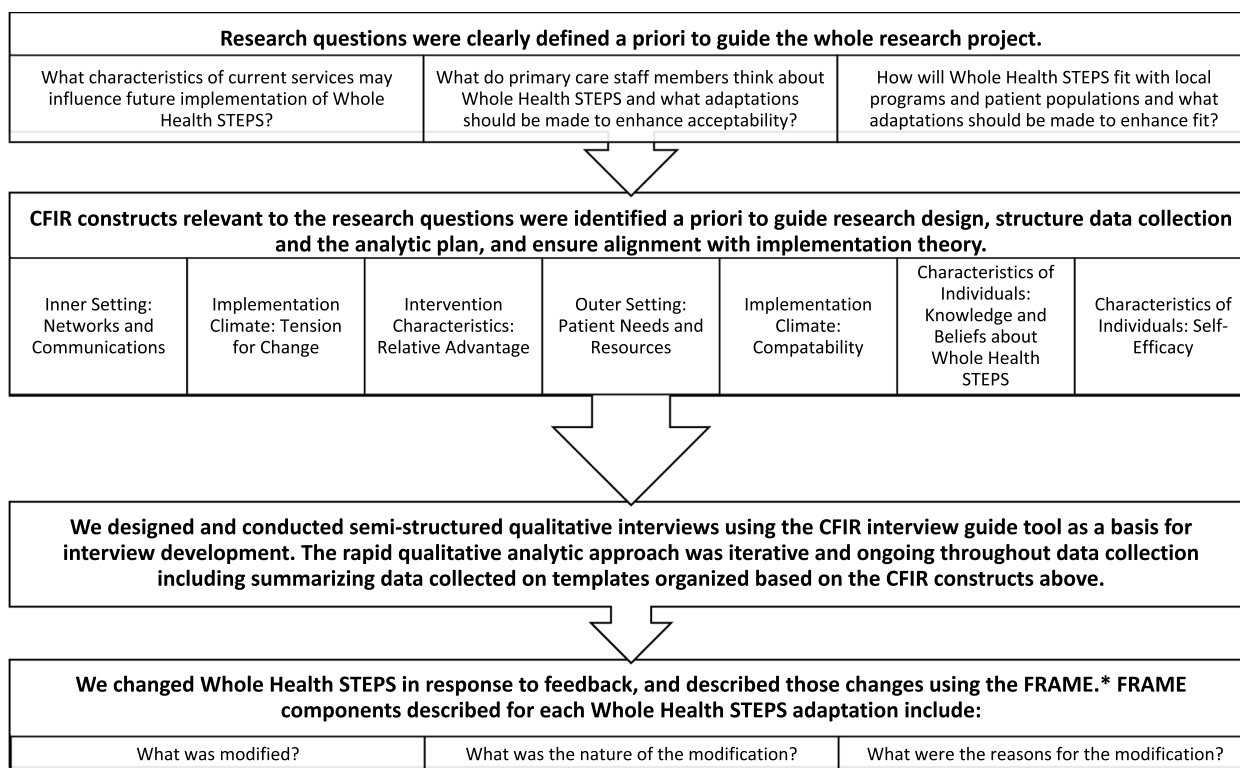 Research questions were clearly defined a priori to guide the whole research project.
What characteristics of current services may
influence future implementation of Whole
Health STEPS?
What do primary care staff members think about
Whole Health STEPS and what adaptations
should be made to enhance acceptability?
How will Whole Health STEPS fit with local
programs and patient populations and what
adaptations should be made to enhance fit?
CFIR constructs relevant to the research questions were identified a priori to guide research design, structure data collection
and the analytic plan, and ensure alignment with implementation theory.
Inner Setting:
Networks and
Communications
Implementation
Climate: Tension
for Change
Intervention
Characteristics:
Relative Advantage
Outer Setting:
Patient Needs and
Resources
Implementation
Climate:
Compatability
Characteristics of
Individuals:
Knowledge and
Beliefs about
Whole Health
STEPS
Characteristics of
Individuals: Self-
Efficacy
We designed and conducted semi-structured qualitative interviews using the CFIR interview guide tool as a basis for
interview development. The rapid qualitative analytic approach was iterative and ongoing throughout data collection
including summarizing data collected on templates organized based on the CFIR constructs above.
We changed Whole Health STEPS in response to feedback, and described those changes using the FRAME.* FRAME
components described for each Whole Health STEPS adaptation include:
What was modified?
What was the nature of the modification?
What were the reasons for the modification?